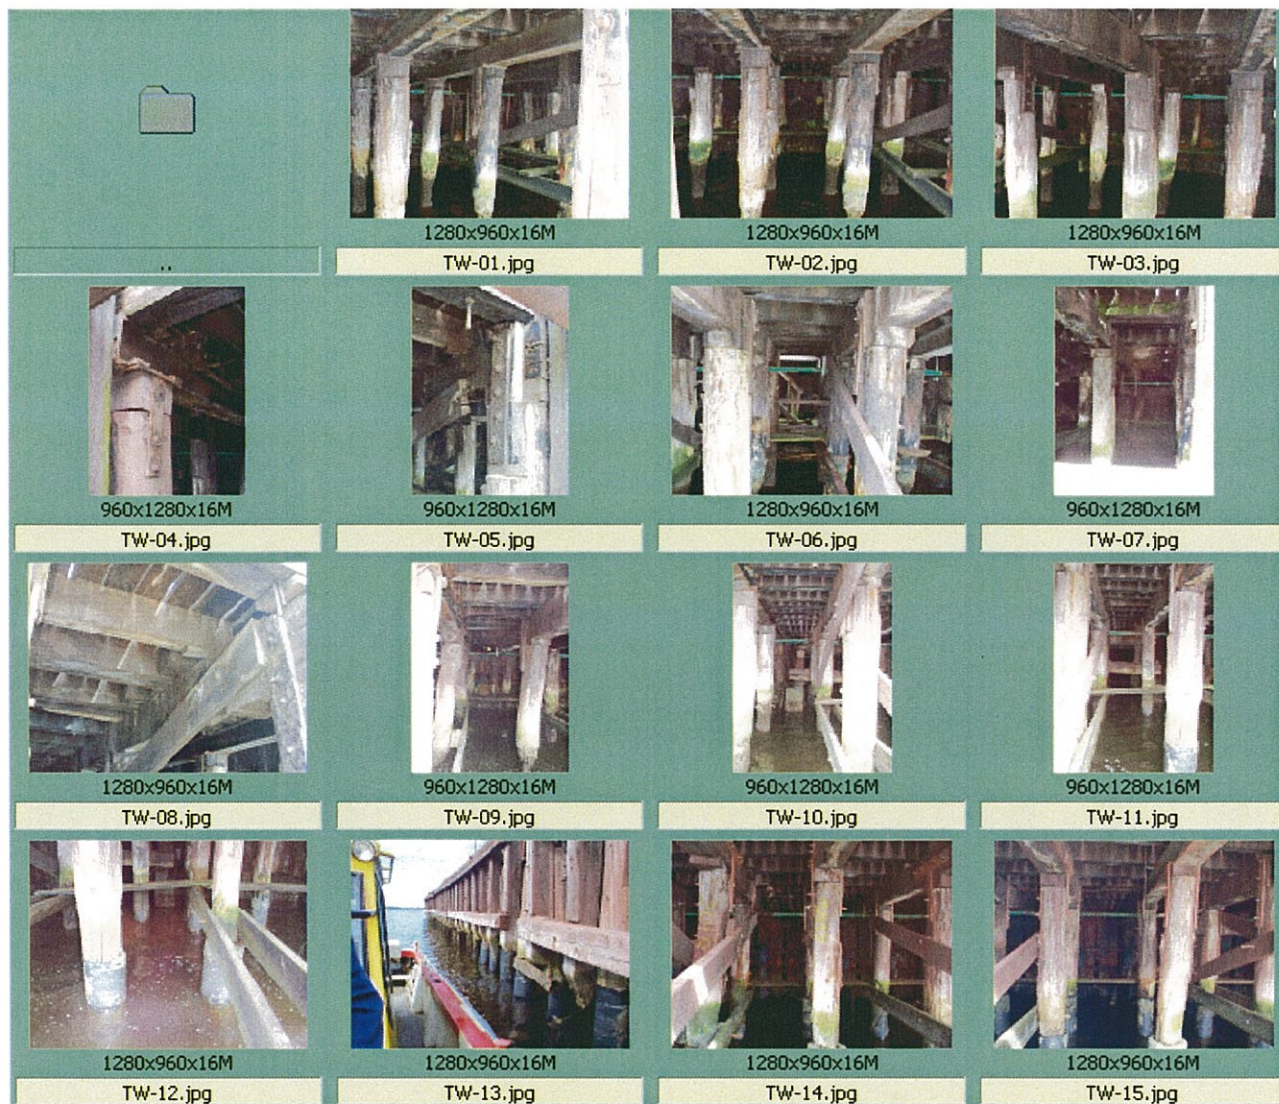 1280x960x16M 1280x960x16M 1280x960x16M
.. TW-01.jpg TW-02.jpg TW-03.jpg
960x1280x16M 960x1280x16M 1280x960x16M 960x1280x16M
TW-04.jpg TW-05.jpg TW-06.jpg TW-07.jpg
1280x960x16M 960x1280x16M 960x1280x16M 960x1280x16M
TW-08.jpg TW-09.jpg TW-10.jpg TW-11.jpg
1280x960x16M 1280x960x16M 1280x960x16M 1280x960x16M
TW-12.jpg TW-13.jpg TW-14.jpg TW-15.jpg